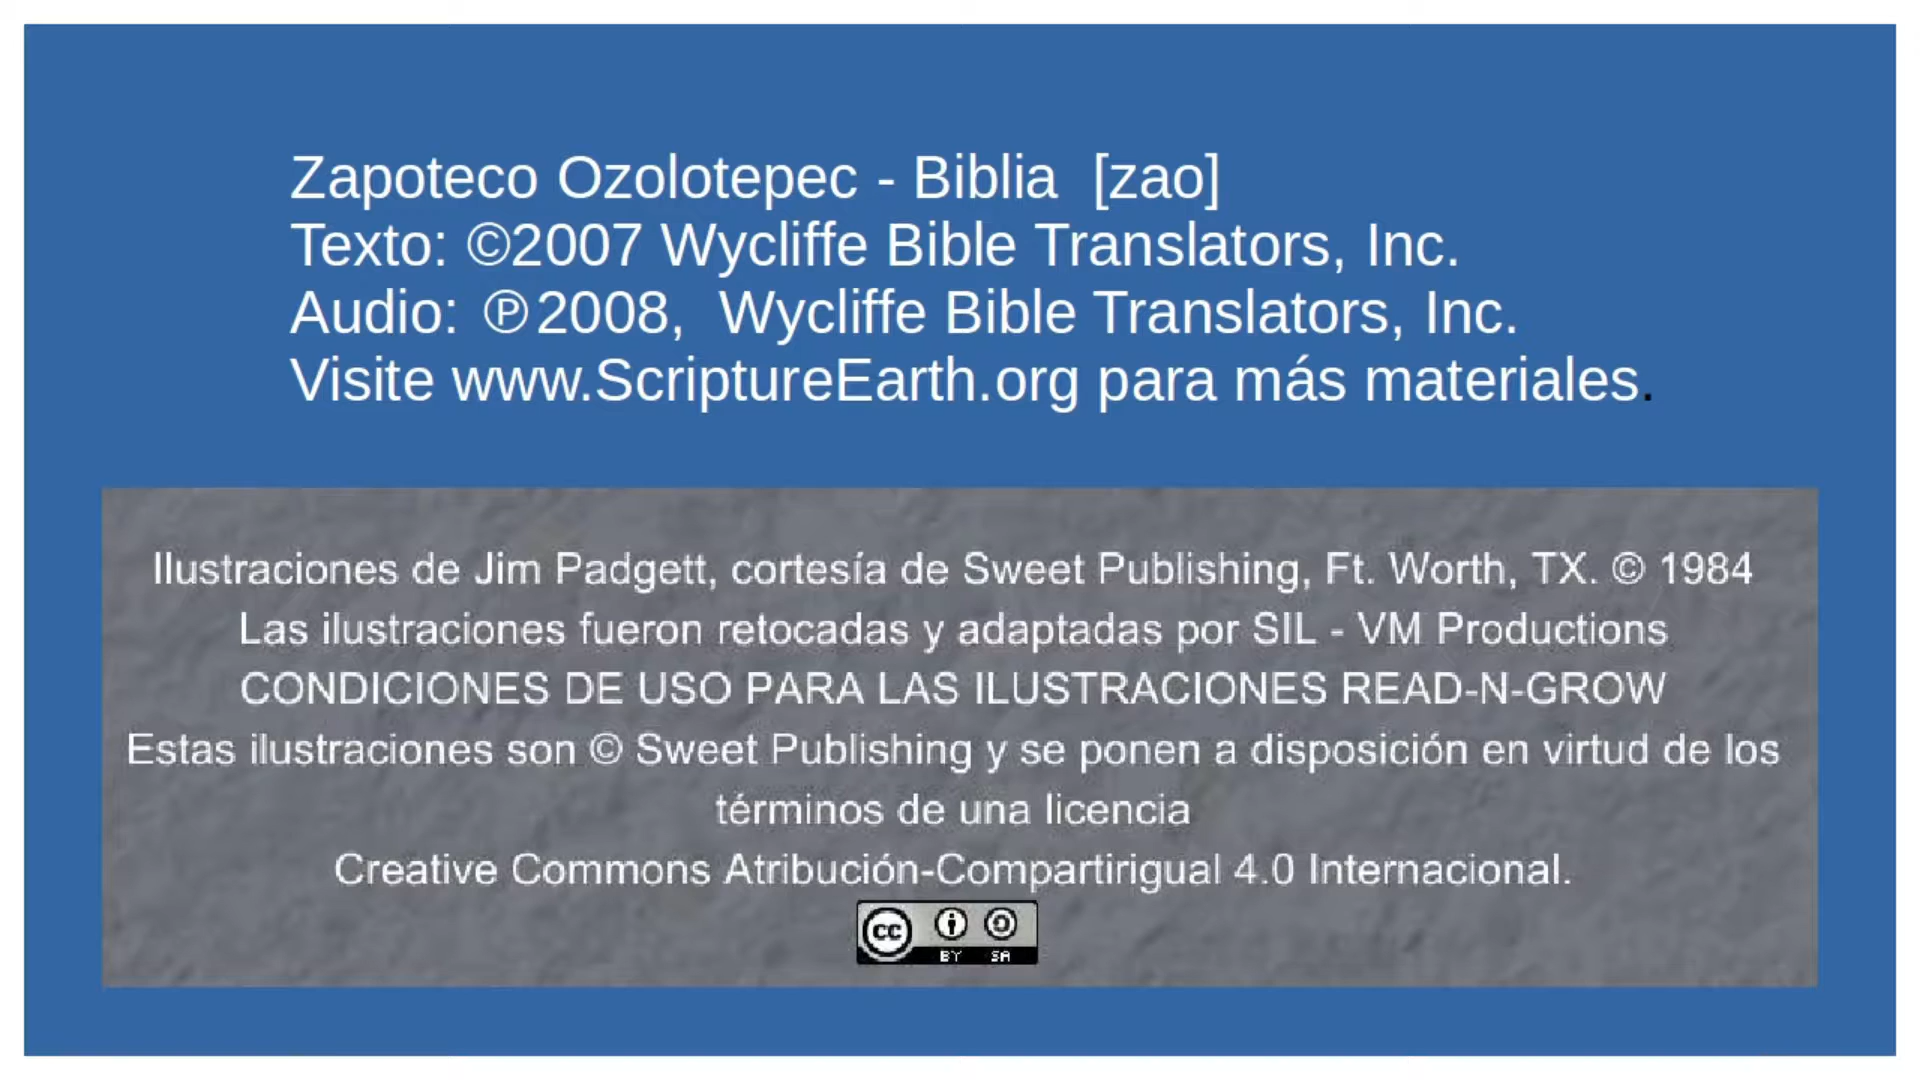 Zapoteco Ozolotepec - Biblia [zao]
Texto: ©2007 Wycliffe Bible Translators, Inc.
Audio: ℗2008, Wycliffe Bible Translators, Inc.
Visite www.ScriptureEarth.org para más materiales.
Ilustraciones de Jim Padgett, cortesía de Sweet Publishing, Ft. Worth, TX. © 1984
Las ilustraciones fueron retocadas y adaptadas por SIL - VM Productions
CONDICIONES DE USO PARA LAS ILUSTRACIONES READ-N-GROW
Estas ilustraciones son © Sweet Publishing y se ponen a disposición en virtud de los
términos de una licencia
Creative Commons Atribución-Compartirigual 4.0 Internacional.
cc BY SA